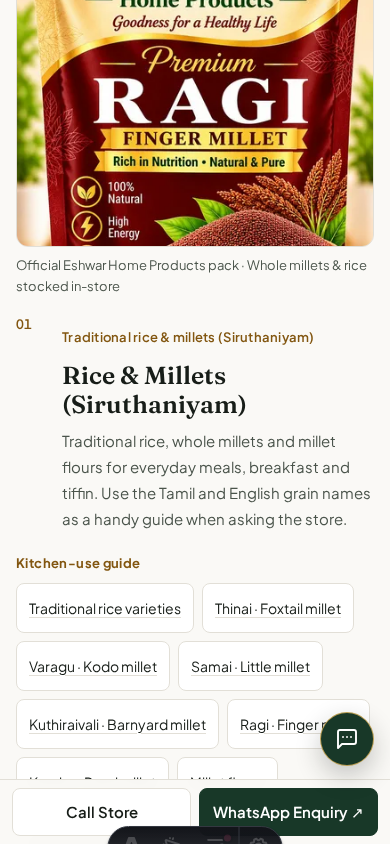 Home Products
Goodness for a Healthy Life
Premium
RAGI
FINGER MILLET
Rich in Nutrition • Natural & Pure
100%
Natural
High
Energy
Official Eshwar Home Products pack · Whole millets & rice
stocked in-store
01
Traditional rice & millets (Siruthaniyam)
Rice & Millets
(Siruthaniyam)
Traditional rice, whole millets and millet
flours for everyday meals, breakfast and
tiffin. Use the Tamil and English grain names
as a handy guide when asking the store.
Kitchen-use guide
Traditional rice varieties
Thinai · Foxtail millet
Varagu · Kodo millet
Samai · Little millet
Kuthiraivali · Barnyard millet
Ragi · Finger
Call Store
WhatsApp Enquiry ↗